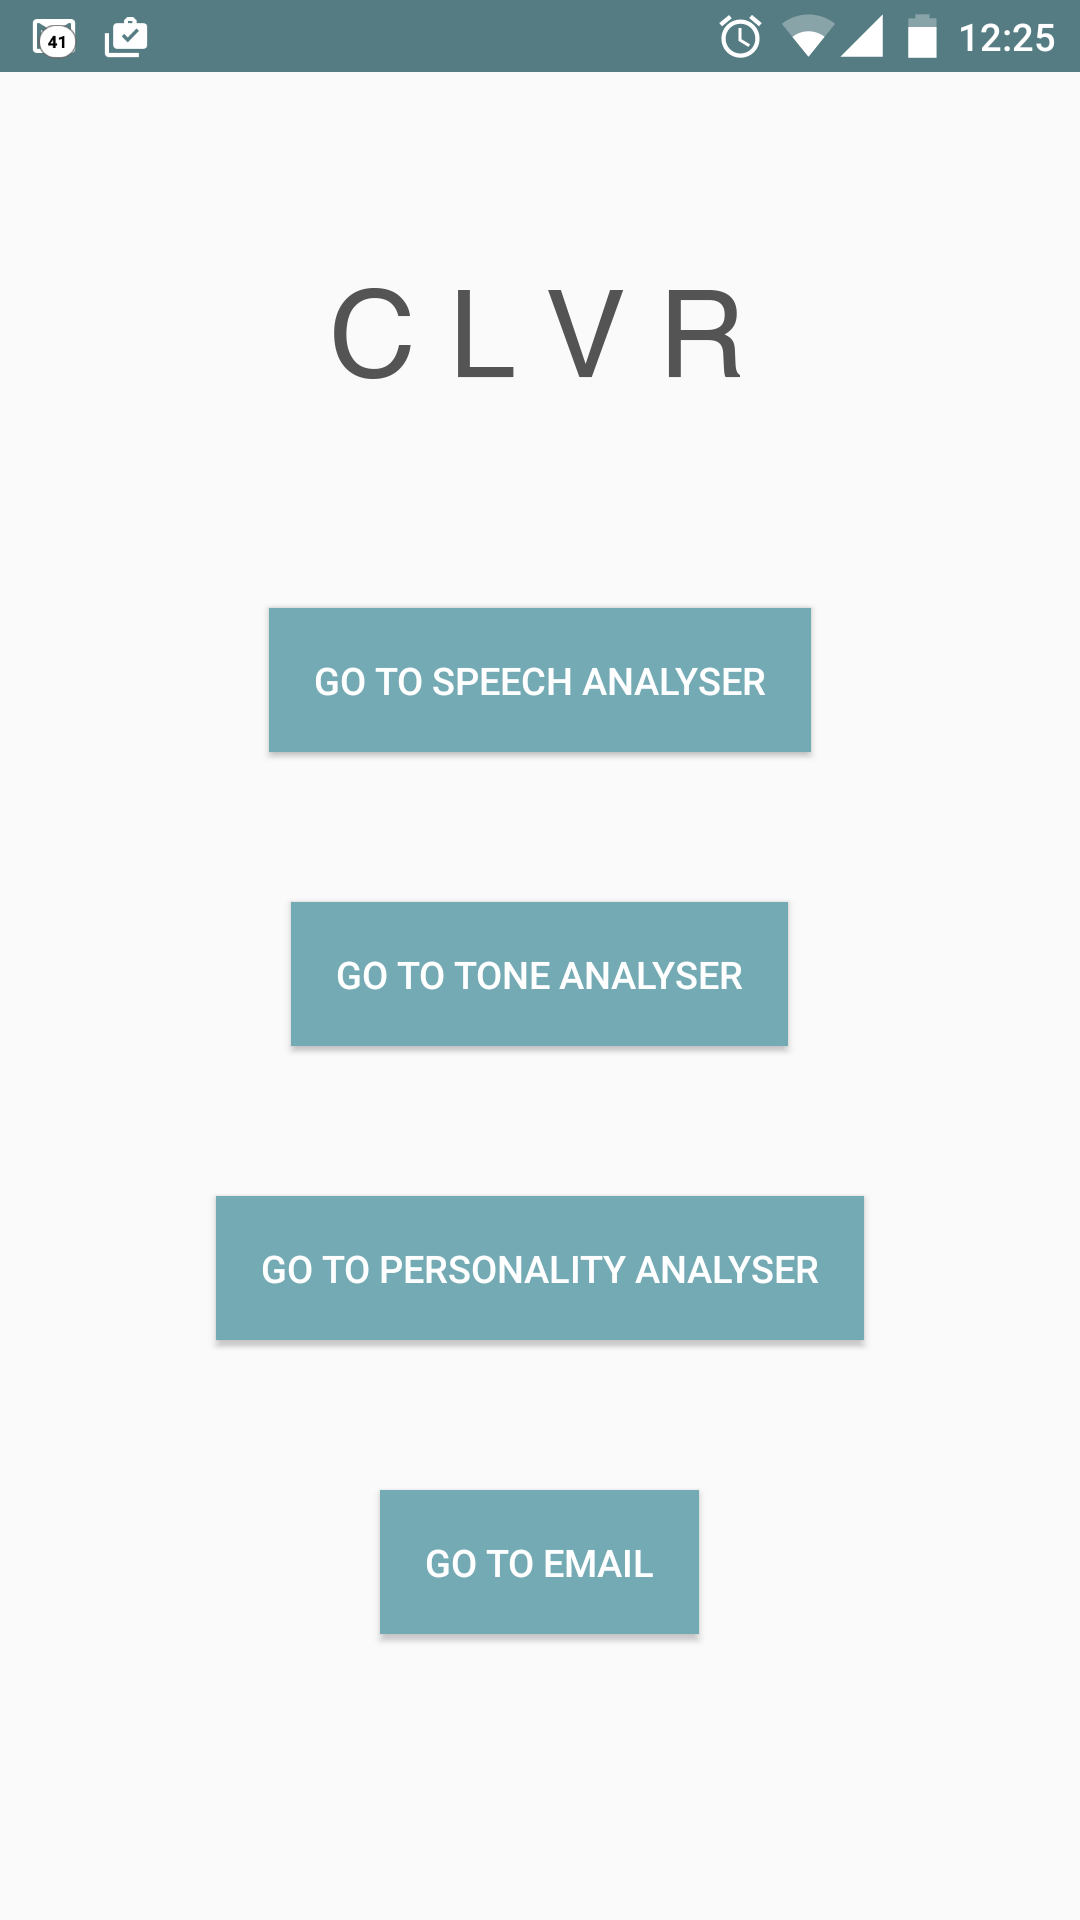 41
12:25
C L V R
GO TO SPEECH ANALYSER
GO TO TONE ANALYSER
GO TO PERSONALITY ANALYSER
GO TO EMAIL